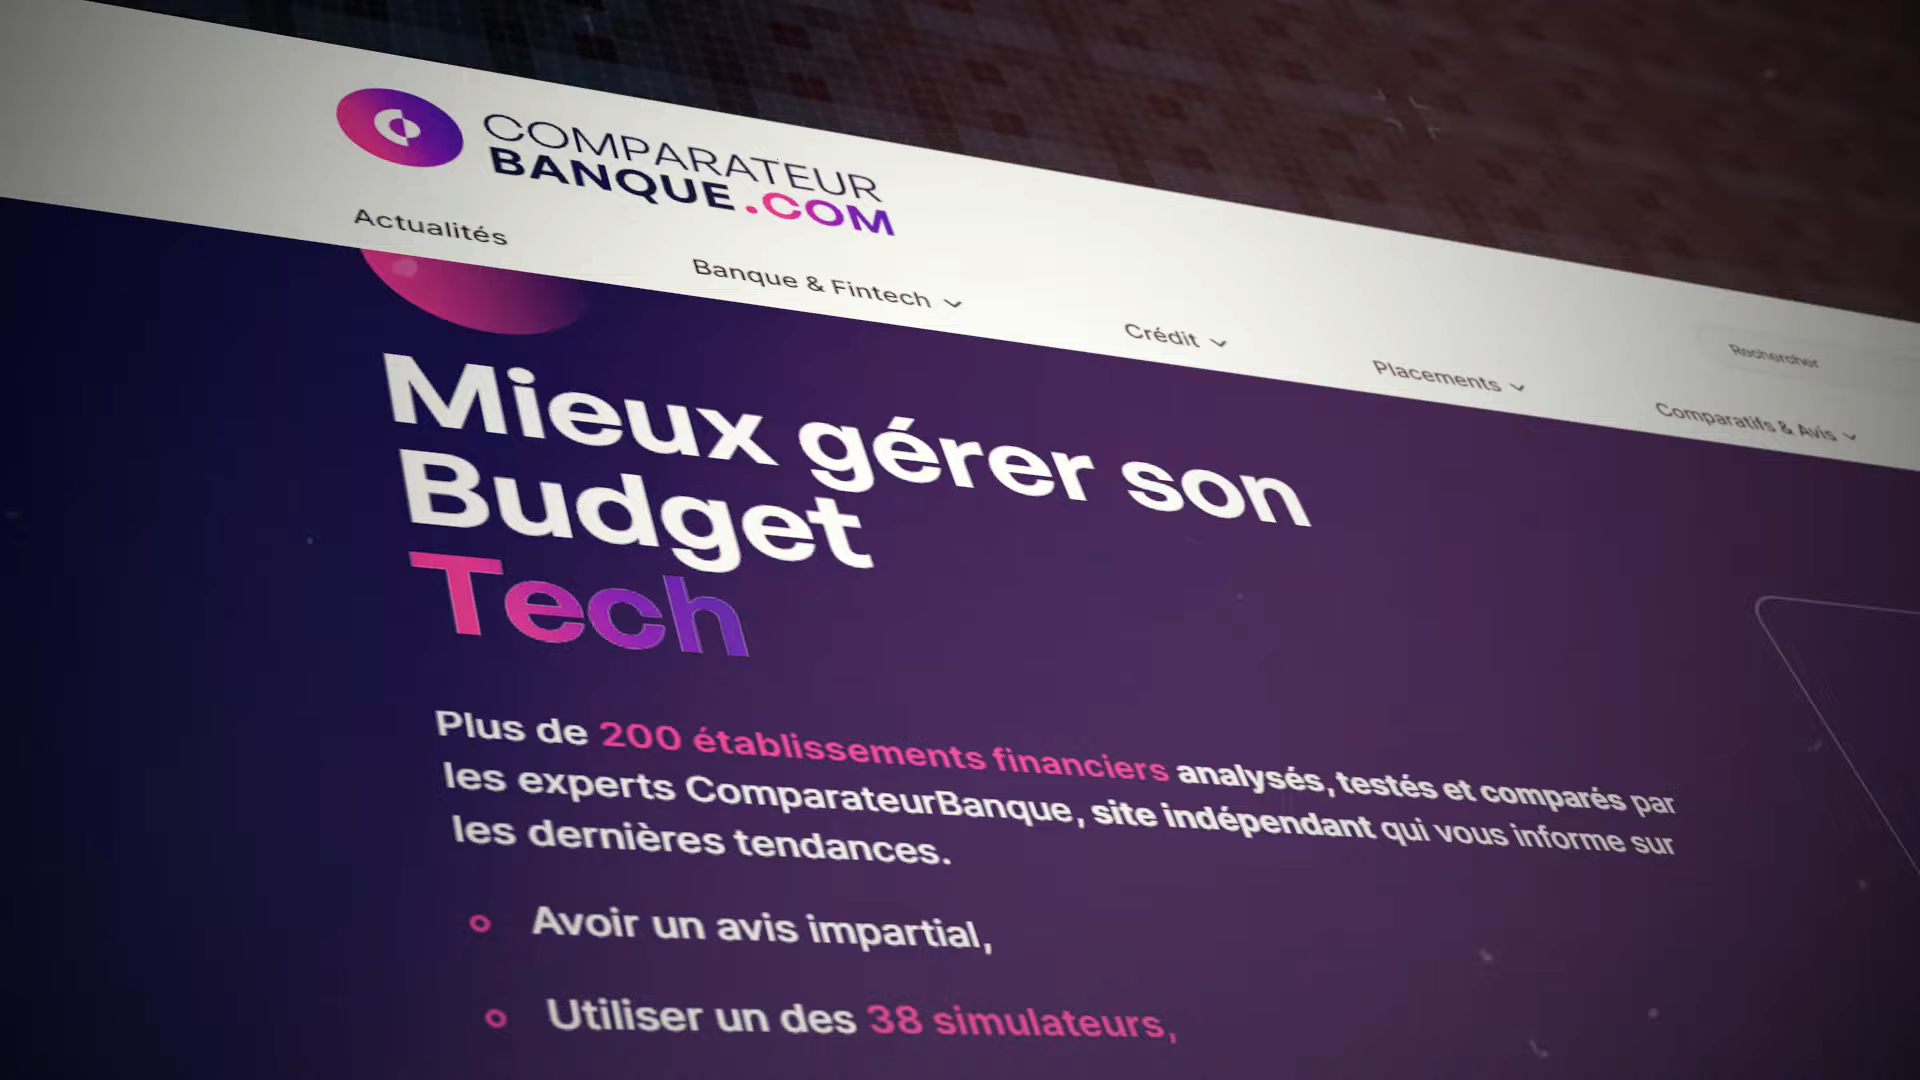 COMPARATEUR
BANQUE.COM
Rechercher
Actualités
Banque & Fintech
Crédit
Placements
Comparatifs & Avis
Mieux gérer son
Budget
Tech
Plus de 200 établissements financiers analysés, testés et comparés par
les experts ComparateurBanque, site indépendant qui vous informe sur
les dernières tendances.
Avoir un avis impartial,
Utiliser un des 38 simulateurs,